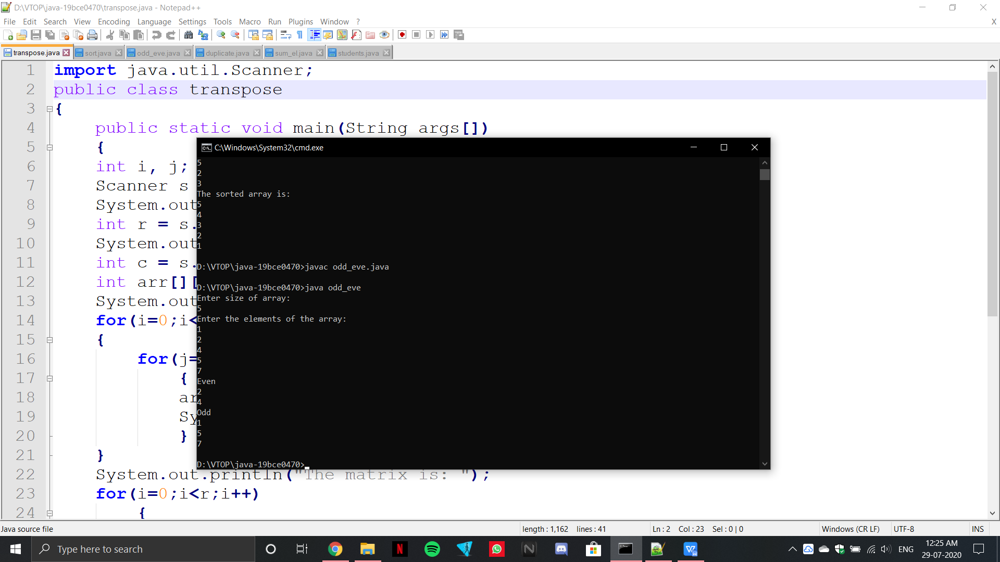 D:\VTOP\java-19bce0470\transpose.java - Notepad++
File Edit Search View Encoding Language Settings Tools Macro Run Plugins Window ? X
transpose.java sort.java odd_eve.java duplicate.java sum_el.java students.java
1 import java.util.Scanner;
2 public class transpose
3 {
4 public static void main(String args[])
5 {
6 int i, j;
7 Scanner s
8 System.out
9 int r = s.
10 System.out
11 int c = s.
12 int arr[][
13 System.out
14 for(i=0;i<
15 {
16 for(j=
17 {
18 ar
19 Sy
20 }
21 }
22 System.out.println("The matrix is: ");
23 for(i=0;i<r;i++)
24 {
C:\Windows\System32\cmd.exe
5
2
3
The sorted array is:
5
4
3
2
1
D:\VTOP\java-19bce0470>javac odd_eve.java
D:\VTOP\java-19bce0470>java odd_eve
Enter size of array:
5
Enter the elements of the array:
1
2
4
5
7
Even
2
4
Odd
1
5
7
D:\VTOP\java-19bce0470>
Java source file length : 1,162 lines : 41 Ln : 2 Col : 23 Sel : 0 | 0 Windows (CR LF) UTF-8 INS
Type here to search
ENG
12:25 AM
29-07-2020